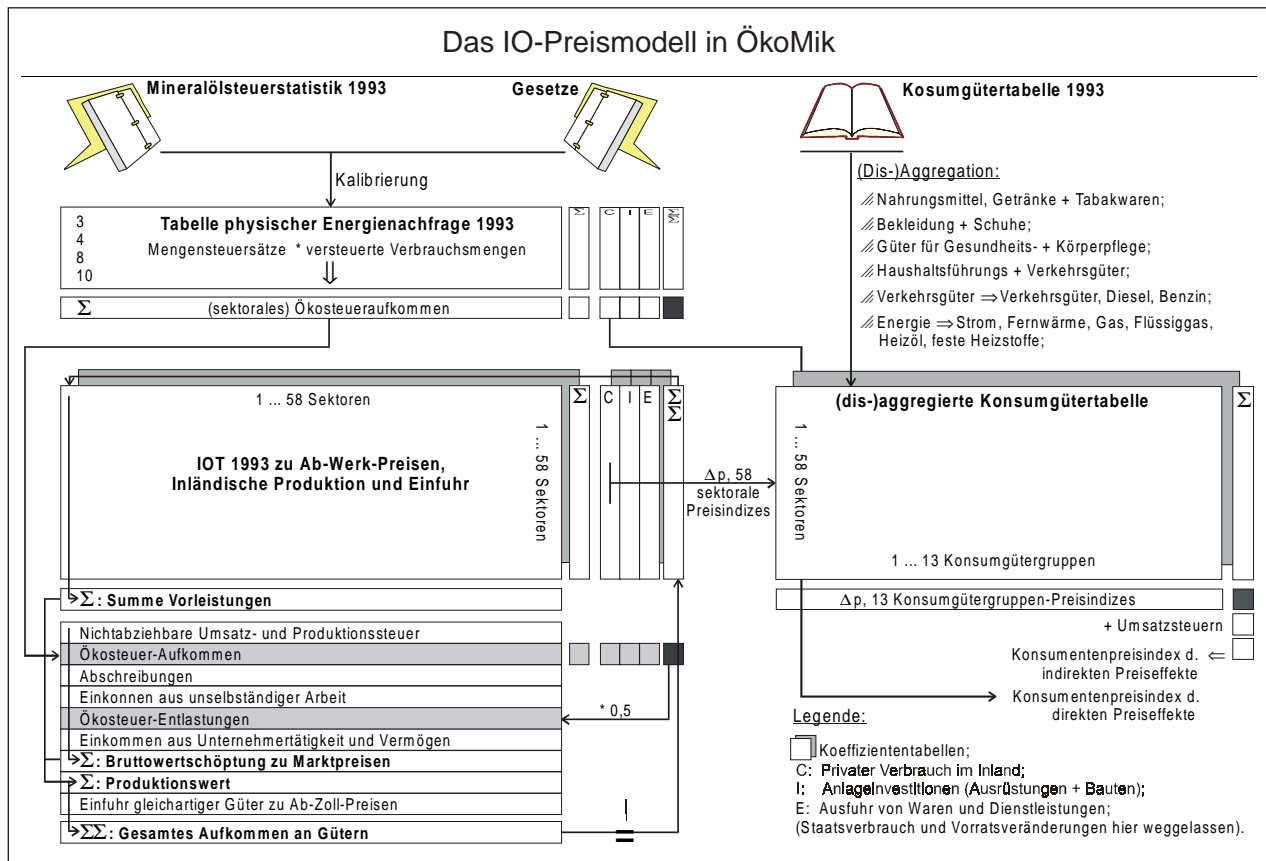 Das IO-Preismodell in ÖkoMik
Mineralölsteuerstatistik 1993
Gesetze
Kosumgütertabelle 1993
Kalibrierung
(Dis-)Aggregation:
Nahrungsmittel, Getränke + Tabakwaren;
Bekleidung + Schuhe;
Güter für Gesundheits- + Körperpflege;
Haushaltsführungs + Verkehrsgüter;
Verkehrsgüter ⇒ Verkehrsgüter, Diesel, Benzin;
Energie ⇒ Strom, Fernwärme, Gas, Flüssiggas,
Heizöl, feste Heizstoffe;
3
4
8
10
Tabelle physischer Energienachfrage 1993
Mengensteuersätze * versteuerte Verbrauchsmengen
⇓
Σ
C I E
ΣΣ
Σ (sektorales) Ökosteueraufkommen
1 ... 58 Sektoren
Σ
C I E
Σ
Σ
1 ... 58 Sektoren
IOT 1993 zu Ab-Werk-Preisen,
Inländische Produktion und Einfuhr
Δp, 58
sektorale
Preisindizes
(dis-)aggregierte Konsumgütertabelle
Σ
1 ... 58 Sektoren
1 ... 13 Konsumgütergruppen
Σ: Summe Vorleistungen
Δp, 13 Konsumgütergruppen-Preisindizes
Nichtabziehbare Umsatz- und Produktionssteuer
Ökosteuer-Aufkommen
Abschreibungen
Einkonnen aus unselbständiger Arbeit
Ökosteuer-Entlastungen
* 0,5
Einkommen aus Unternehmertätigkeit und Vermögen
Σ: Bruttowertschöptung zu Marktpreisen
Σ: Produktionswert
Einfuhr gleichartiger Güter zu Ab-Zoll-Preisen
ΣΣ: Gesamtes Aufkommen an Gütern
=
+ Umsatzsteuern
Konsumentenpreisindex d. ⇐
indirekten Preiseffekte
Konsumentenpreisindex d.
direkten Preiseffekte
Legende:
Koeffiziententabellen;
C: Privater Verbrauch im Inland;
I: Anlageinvestitionen (Ausrüstungen + Bauten);
E: Ausfuhr von Waren und Dienstleistungen;
(Staatsverbrauch und Vorratsveränderungen hier weggelassen).